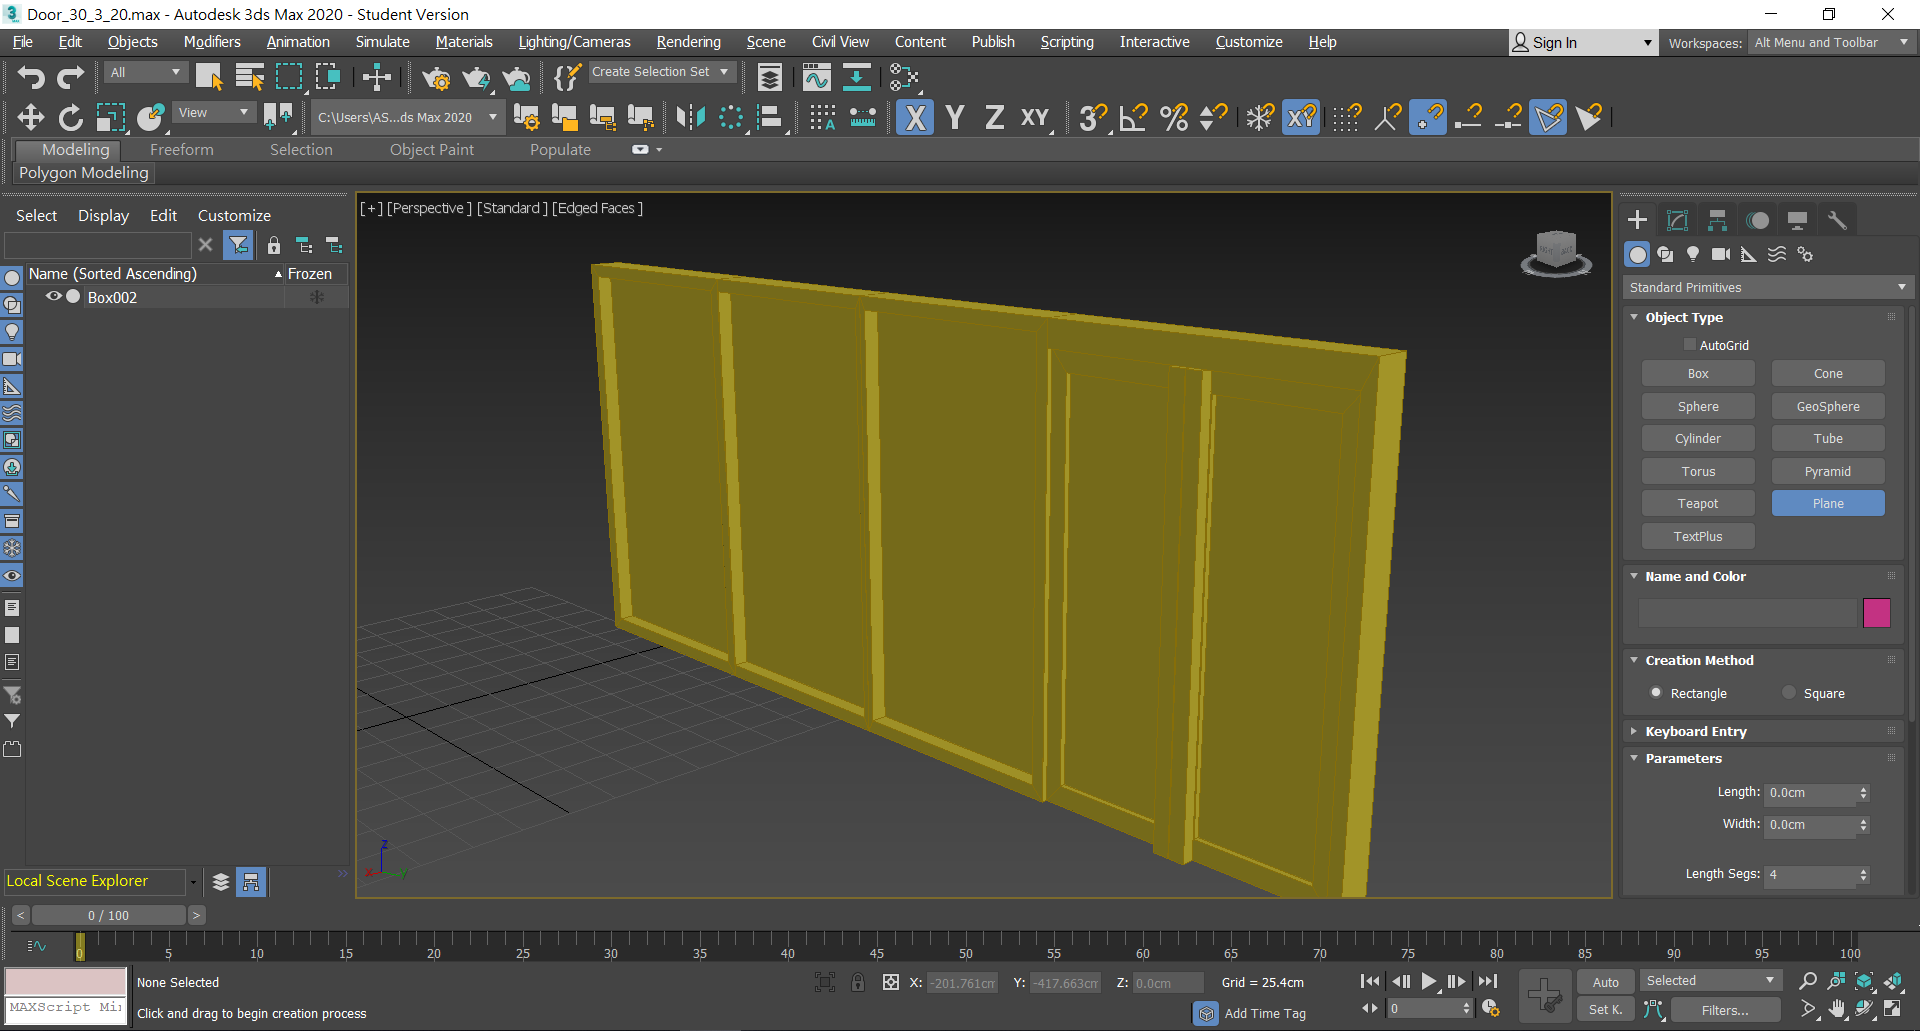 Door_30_3_20.max - Autodesk 3ds Max 2020 - Student Version
File Edit Objects Modifiers Animation Simulate Materials Lighting/Cameras Rendering Scene Civil View Content Publish Scripting Interactive Customize Help
Sign In
Workspaces: Alt Menu and Toolbar
All
Create Selection Set
View
C:\Users\AS...ds Max 2020
X Y Z XY
3
XY
Modeling Freeform Selection Object Paint Populate
Polygon Modeling
Select Display Edit Customize
Name (Sorted Ascending) Frozen
Box002
[+] [Perspective ] [Standard ] [Edged Faces ]
z
x
y
Standard Primitives
Object Type
AutoGrid
Box Cone
Sphere GeoSphere
Cylinder Tube
Torus Pyramid
Teapot Plane
TextPlus
Name and Color
Creation Method
Rectangle Square
Keyboard Entry
Parameters
Length: 0.0cm
Width: 0.0cm
Length Segs: 4
Local Scene Explorer
< 0 / 100 >
0 5 10 15 20 25 30 35 40 45 50 55 60 65 70 75 80 85 90 95 100
None Selected
X: -201.761cm Y: -417.663cm Z: 0.0cm Grid = 25.4cm
MAXScript Mi
Click and drag to begin creation process
Add Time Tag
0
Auto Selected
Set K. Filters...